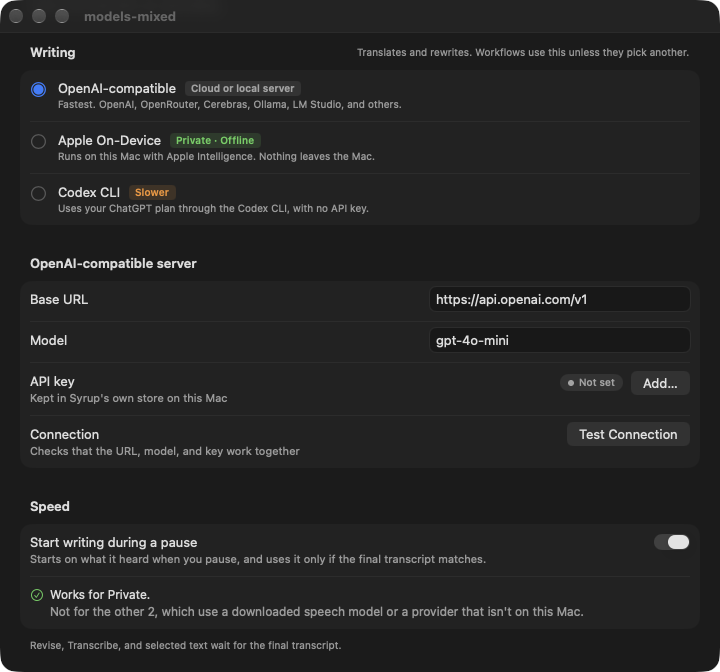 models-mixed
Writing
Translates and rewrites. Workflows use this unless they pick another.
OpenAI-compatible
Cloud or local server
Fastest. OpenAI, OpenRouter, Cerebras, Ollama, LM Studio, and others.
Apple On-Device
Private · Offline
Runs on this Mac with Apple Intelligence. Nothing leaves the Mac.
Codex CLI
Slower
Uses your ChatGPT plan through the Codex CLI, with no API key.
OpenAI-compatible server
Base URL
https://api.openai.com/v1
Model
gpt-4o-mini
API key
Not set
Add...
Kept in Syrup's own store on this Mac
Connection
Test Connection
Checks that the URL, model, and key work together
Speed
Start writing during a pause
Starts on what it heard when you pause, and uses it only if the final transcript matches.
Works for Private.
Not for the other 2, which use a downloaded speech model or a provider that isn't on this Mac.
Revise, Transcribe, and selected text wait for the final transcript.